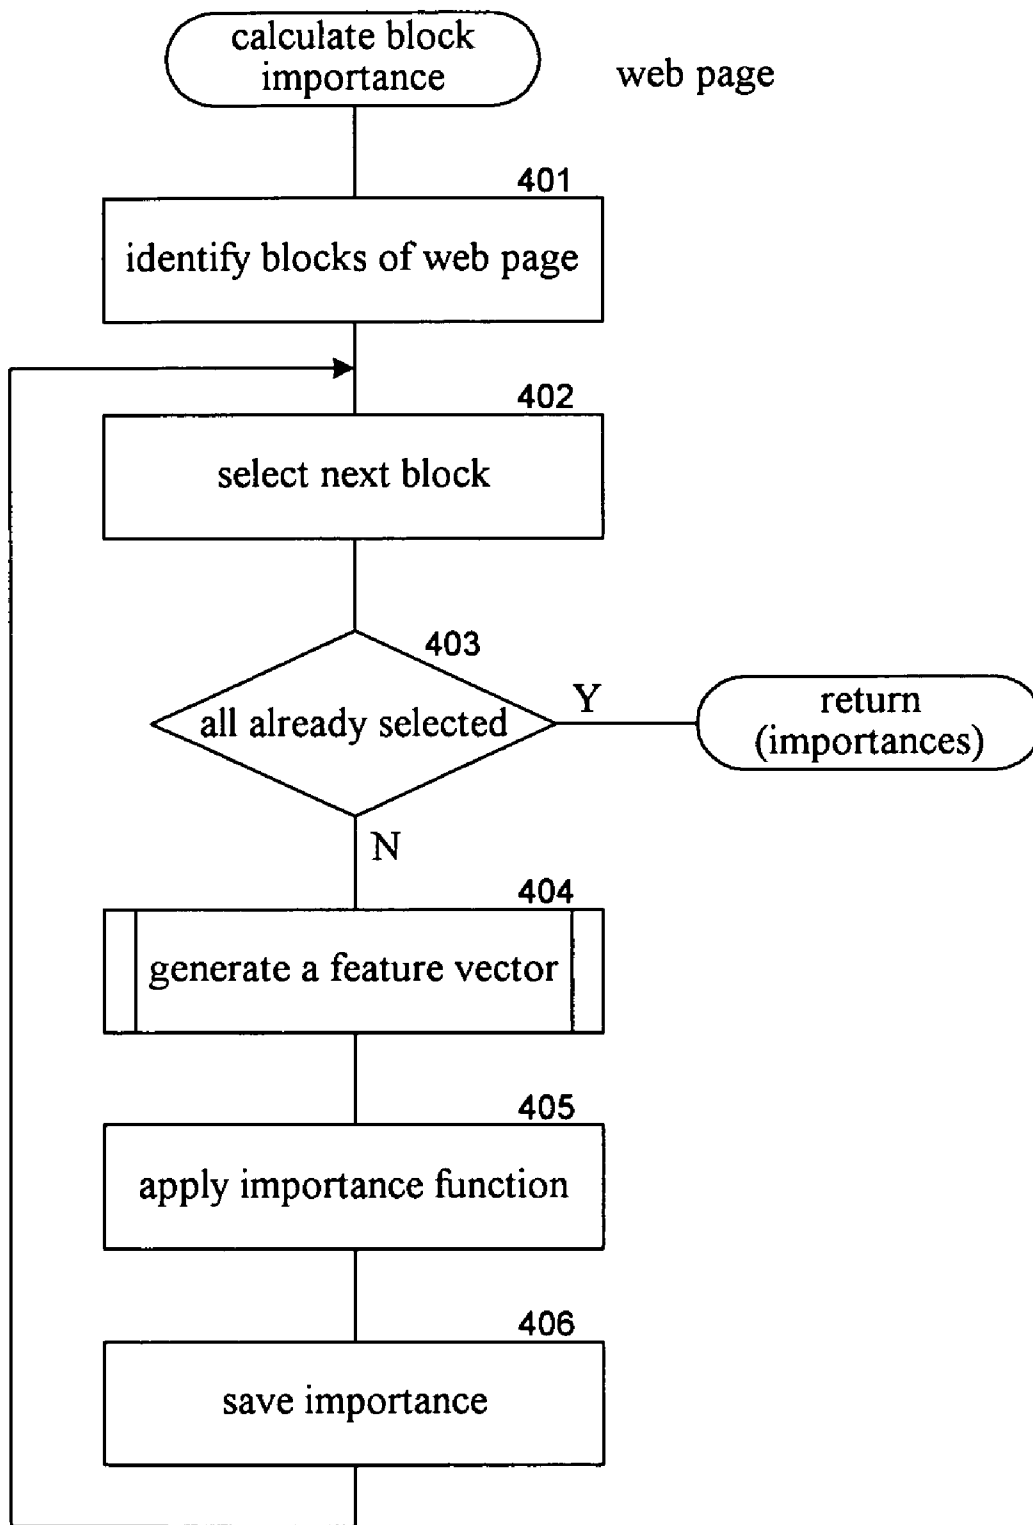 calculate block
importance
web page
401
identify blocks of web page
402
select next block
403
all already selected
Y
return
(importances)
N
404
generate a feature vector
405
apply importance function
406
save importance